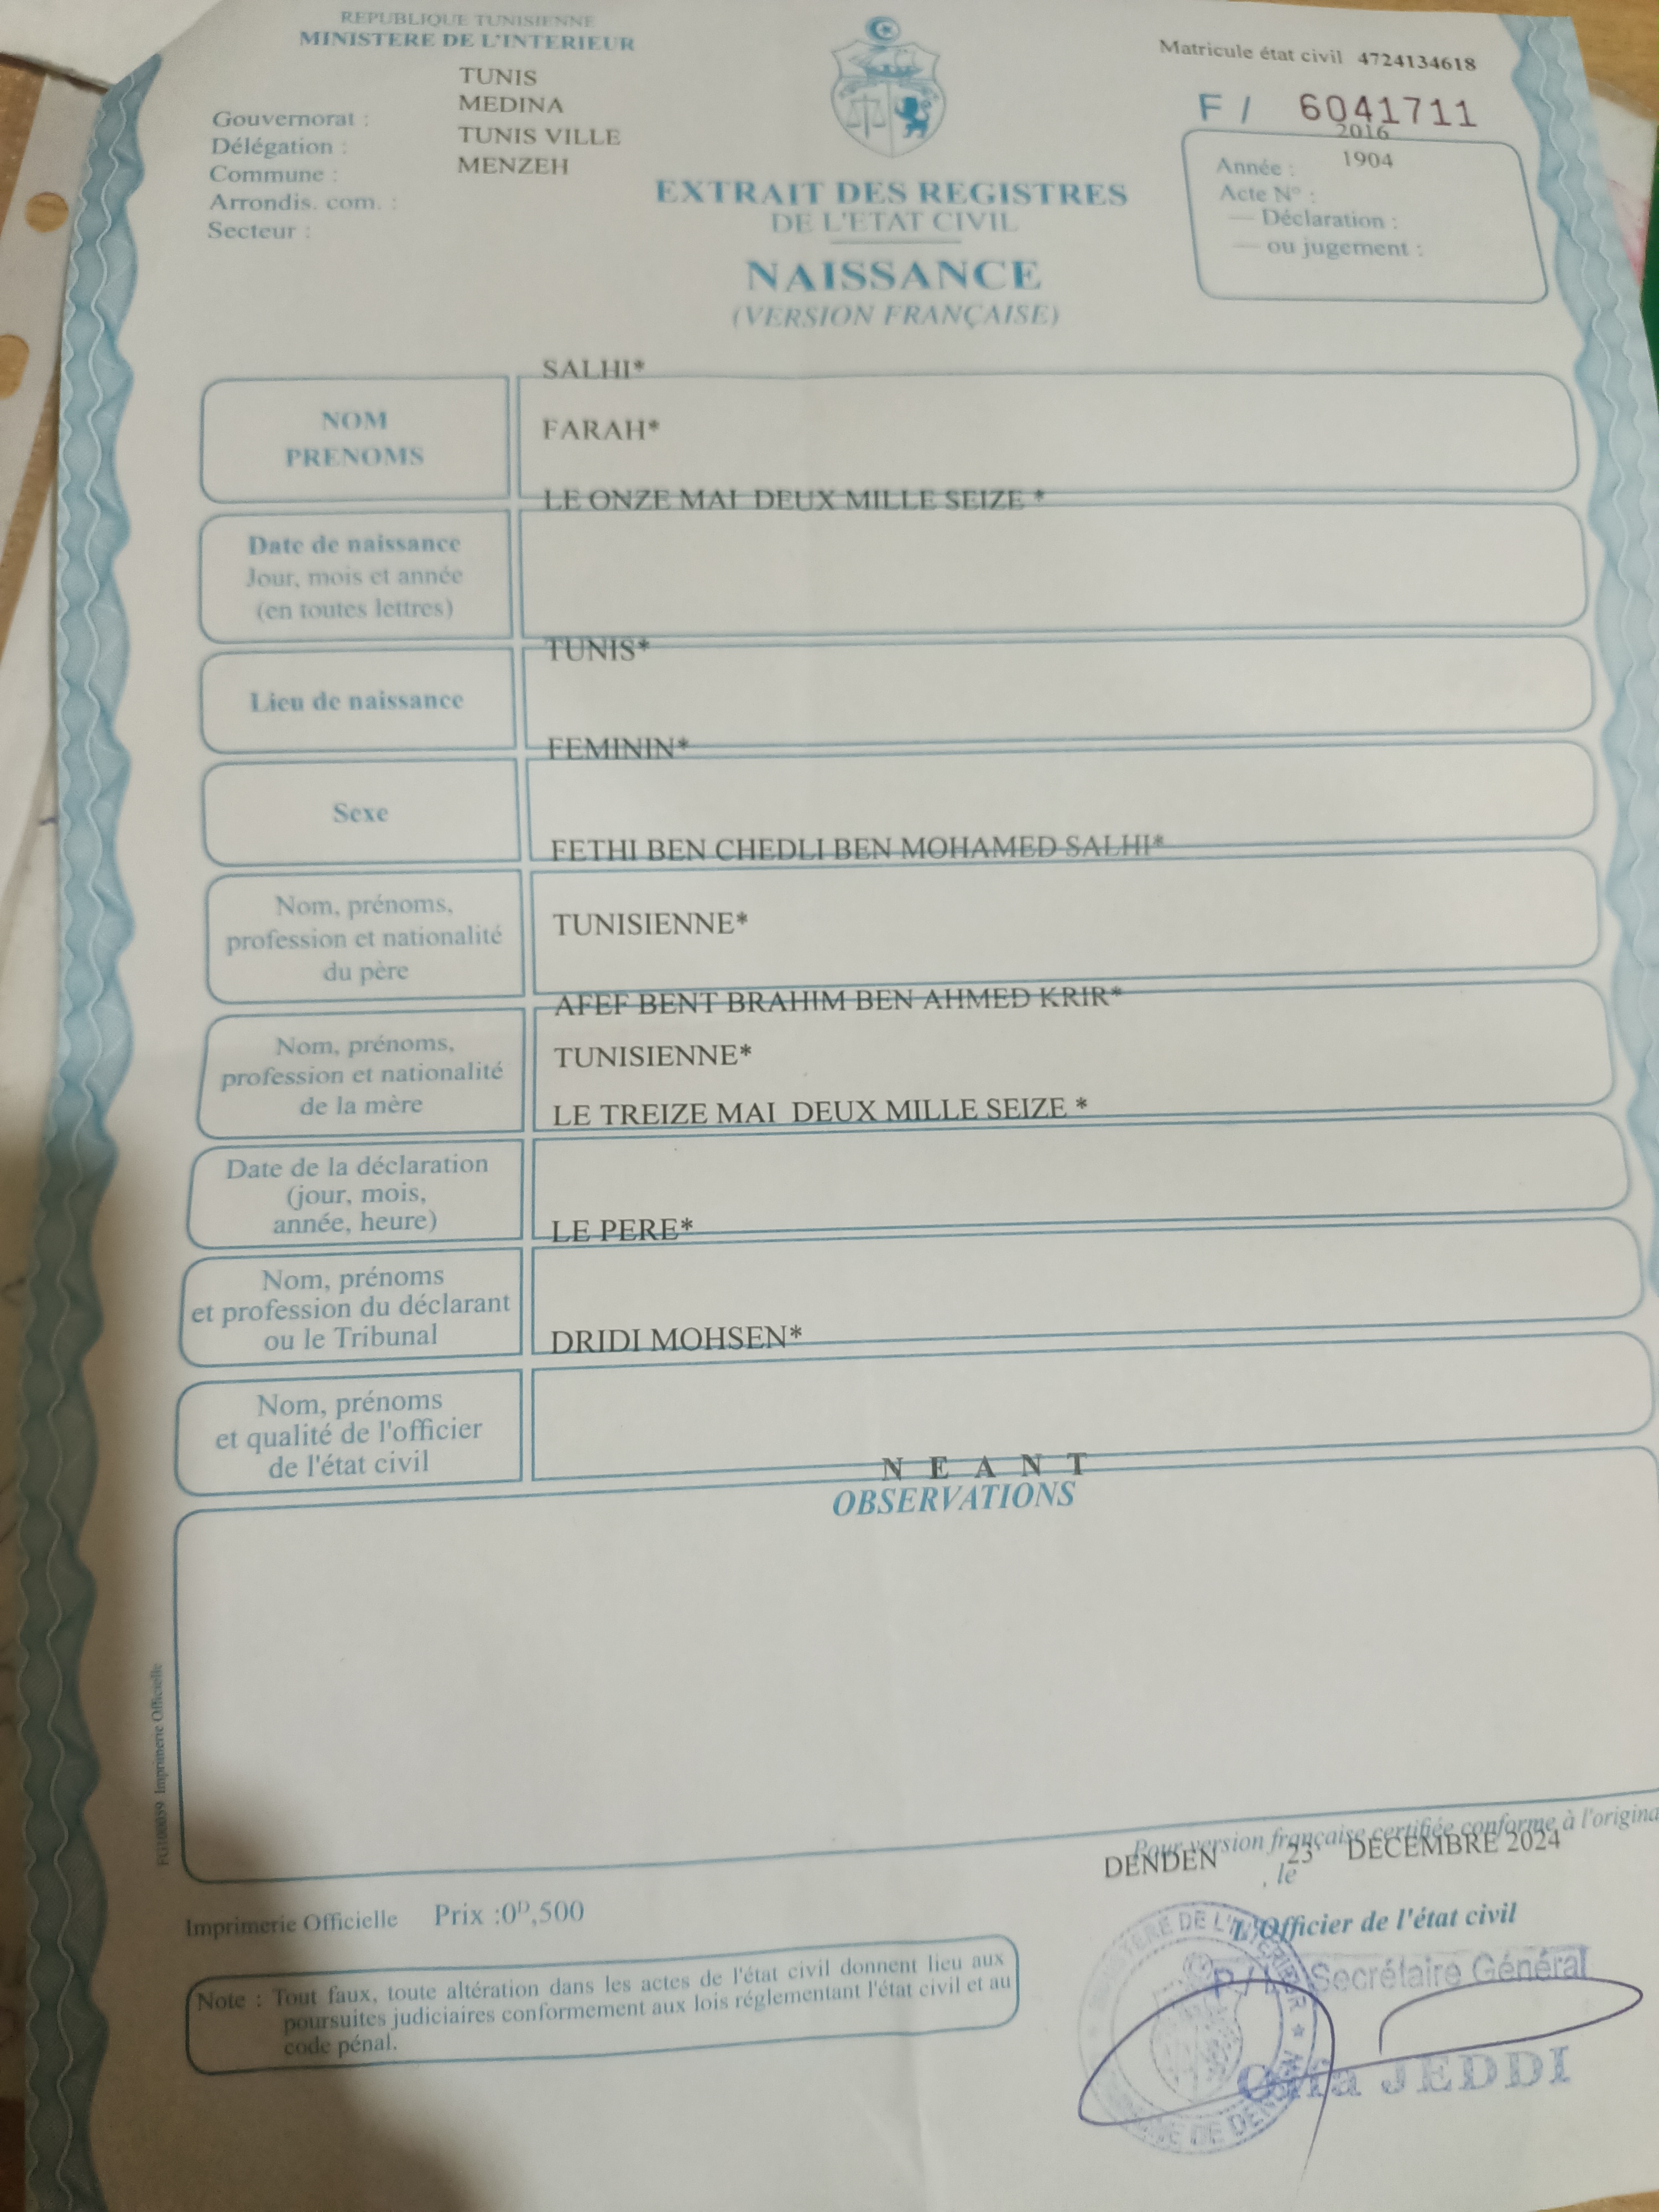 REPUBLIQUE TUNISIENNE
MINISTERE DE L'INTERIEUR
Matricule état civil 4724134618
F / 6041711
TUNIS
MEDINA
TUNIS VILLE
MENZEH
Gouvernorat :
Délégation :
Commune :
Arrondis. com. :
Secteur :
2016
1904
Année :
Acte N° :
— Déclaration :
— ou jugement :
EXTRAIT DES REGISTRES
DE L'ETAT CIVIL
NAISSANCE
(VERSION FRANÇAISE)
SALHI*
NOM
PRENOMS
FARAH*
LE ONZE MAI DEUX MILLE SEIZE *
Date de naissance
Jour, mois et année
(en toutes lettres)
TUNIS*
Lieu de naissance
FEMININ*
Sexe
FETHI BEN CHEDLI BEN MOHAMED SALHI*
Nom, prénoms,
profession et nationalité
du père
TUNISIENNE*
AFEF BENT BRAHIM BEN AHMED KRIR*
Nom, prénoms,
profession et nationalité
de la mère
TUNISIENNE*
LE TREIZE MAI DEUX MILLE SEIZE *
Date de la déclaration
(jour, mois,
année, heure)
LE PERE*
Nom, prénoms
et profession du déclarant
ou le Tribunal
DRIDI MOHSEN*
Nom, prénoms
et qualité de l'officier
de l'état civil
N E A N T
OBSERVATIONS
Imprimerie Officielle
Pour version française certifiée conforme à l'origina
DENDEN , le 23 DECEMBRE 2024
Imprimerie Officielle Prix :0D,500
L'Officier de l'état civil
Secrétaire Général
JEDDI
MINISTERE DE L'INTERIEUR
DE DENDEN
Note : Tout faux, toute altération dans les actes de l'état civil donnent lieu aux
poursuites judiciaires conformement aux lois réglementant l'état civil et au
code pénal.